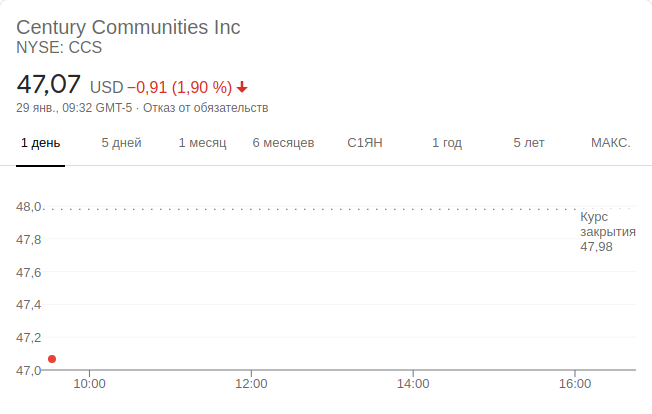 Century Communities Inc
NYSE: CCS
47,07 USD −0,91 (1,90 %)
29 янв., 09:32 GMT-5 · Отказ от обязательств
1 день 5 дней 1 месяц 6 месяцев С1ЯН 1 год 5 лет МАКС.
48,0
Курс
закрытия
47,98
47,8
47,6
47,4
47,2
47,0
10:00 12:00 14:00 16:00